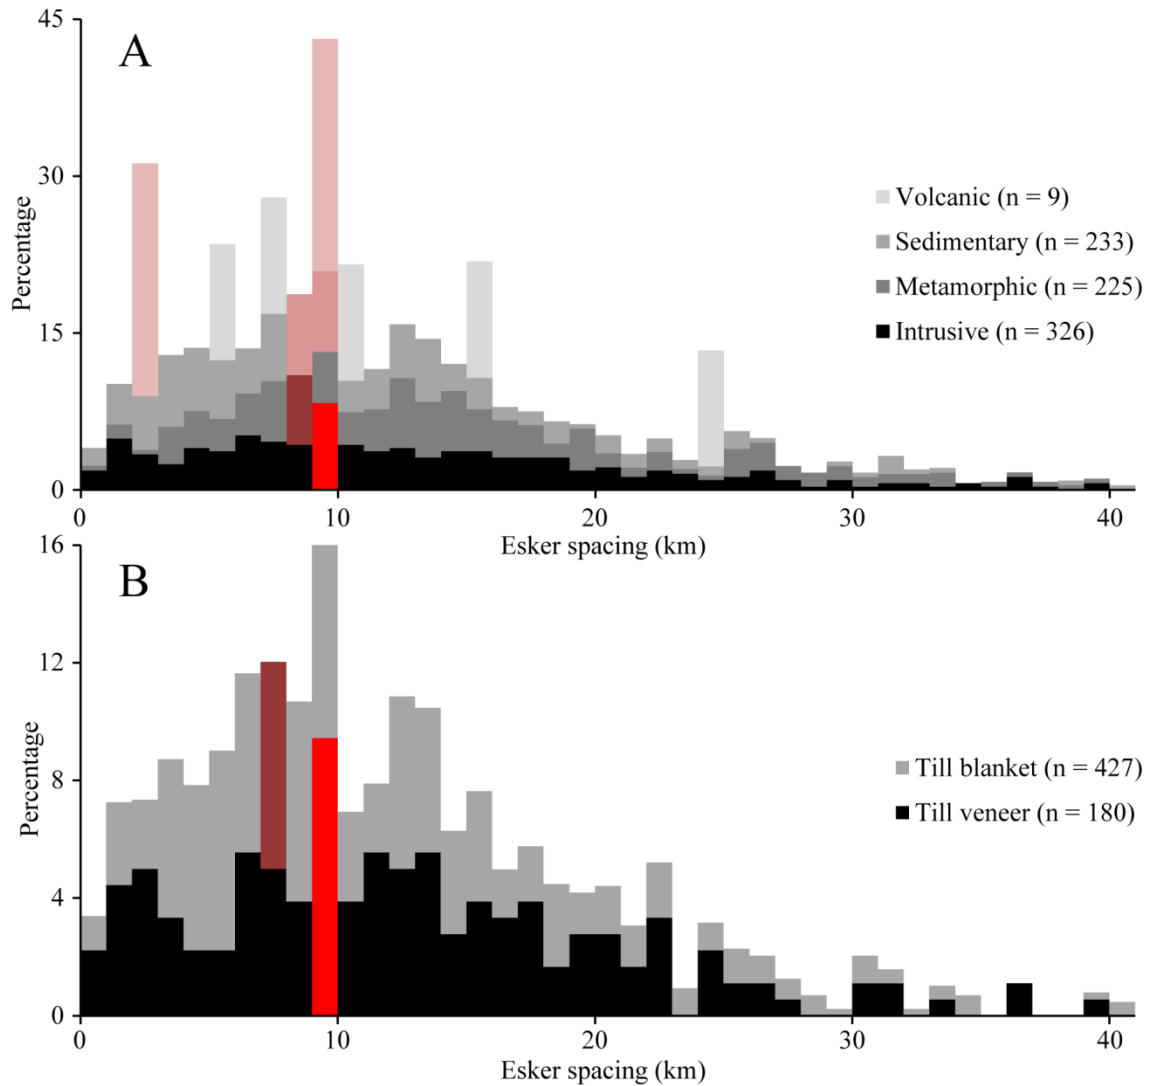 45
A
30
Percentage
Volcanic (n = 9)
Sedimentary (n = 233)
Metamorphic (n = 225)
Intrusive (n = 326)
15
0
0 10 20 30 40
Esker spacing (km)
16
B
12
Percentage
Till blanket (n = 427)
Till veneer (n = 180)
8
4
0
0 10 20 30 40
Esker spacing (km)